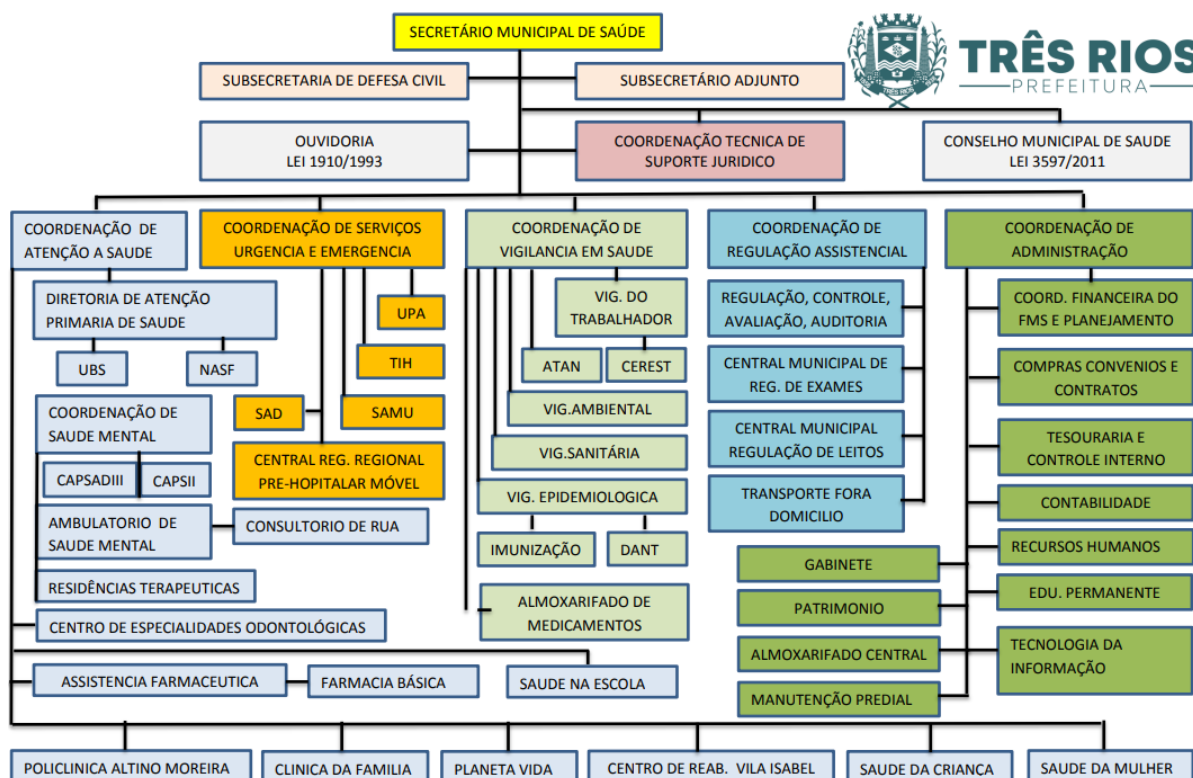 SECRETÁRIO MUNICIPAL DE SAÚDE
TRÊS RIOS
PREFEITURA
TRÊS RIOS
SUBSECRETARIA DE DEFESA CIVIL
SUBSECRETÁRIO ADJUNTO
OUVIDORIA
LEI 1910/1993
COORDENAÇÃO TECNICA DE
SUPORTE JURIDICO
CONSELHO MUNICIPAL DE SAUDE
LEI 3597/2011
COORDENAÇÃO DE
ATENÇÃO A SAUDE
DIRETORIA DE ATENÇÃO
PRIMARIA DE SAUDE
UBS
NASF
COORDENAÇÃO DE
SAUDE MENTAL
CAPSADIII
CAPSII
AMBULATORIO DE
SAUDE MENTAL
CONSULTORIO DE RUA
RESIDÊNCIAS TERAPEUTICAS
CENTRO DE ESPECIALIDADES ODONTOLÓGICAS
ASSISTENCIA FARMACEUTICA
FARMACIA BÁSICA
SAUDE NA ESCOLA
COORDENAÇÃO DE SERVIÇOS
URGENCIA E EMERGENCIA
UPA
TIH
SAD
SAMU
CENTRAL REG. REGIONAL
PRE-HOPITALAR MÓVEL
COORDENAÇÃO DE
VIGILANCIA EM SAUDE
VIG. DO
TRABALHADOR
ATAN
CEREST
VIG.AMBIENTAL
VIG.SANITÁRIA
VIG. EPIDEMIOLOGICA
IMUNIZAÇÃO
DANT
ALMOXARIFADO DE
MEDICAMENTOS
COORDENAÇÃO DE
REGULAÇÃO ASSISTENCIAL
REGULAÇÃO, CONTROLE,
AVALIAÇÃO, AUDITORIA
CENTRAL MUNICIPAL DE
REG. DE EXAMES
CENTRAL MUNICIPAL
REGULAÇÃO DE LEITOS
TRANSPORTE FORA
DOMICILIO
COORDENAÇÃO DE
ADMINISTRAÇÃO
COORD. FINANCEIRA DO
FMS E PLANEJAMENTO
COMPRAS CONVENIOS E
CONTRATOS
TESOURARIA E
CONTROLE INTERNO
CONTABILIDADE
RECURSOS HUMANOS
EDU. PERMANENTE
TECNOLOGIA DA
INFORMAÇÃO
GABINETE
PATRIMONIO
ALMOXARIFADO CENTRAL
MANUTENÇÃO PREDIAL
POLICLINICA ALTINO MOREIRA
CLINICA DA FAMILIA
PLANETA VIDA
CENTRO DE REAB. VILA ISABEL
SAUDE DA CRIANÇA
SAUDE DA MULHER